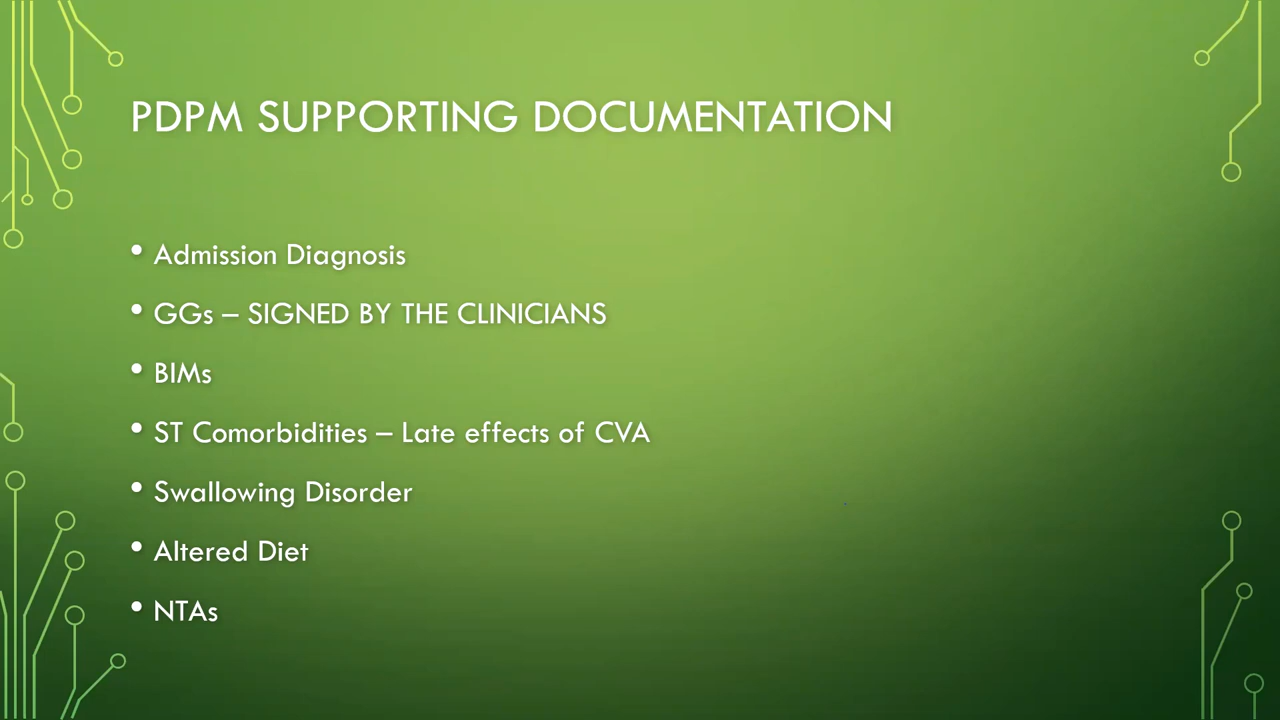 PDPM SUPPORTING DOCUMENTATION
• Admission Diagnosis
• GGs – SIGNED BY THE CLINICIANS
• BIMs
• ST Comorbidities – Late effects of CVA
• Swallowing Disorder
• Altered Diet
• NTAs